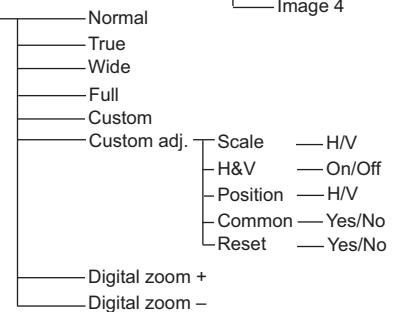 Image 4
Normal
True
Wide
Full
Custom
Custom adj. Scale H/V
H&V On/Off
Position H/V
Common Yes/No
Reset Yes/No
Digital zoom +
Digital zoom –